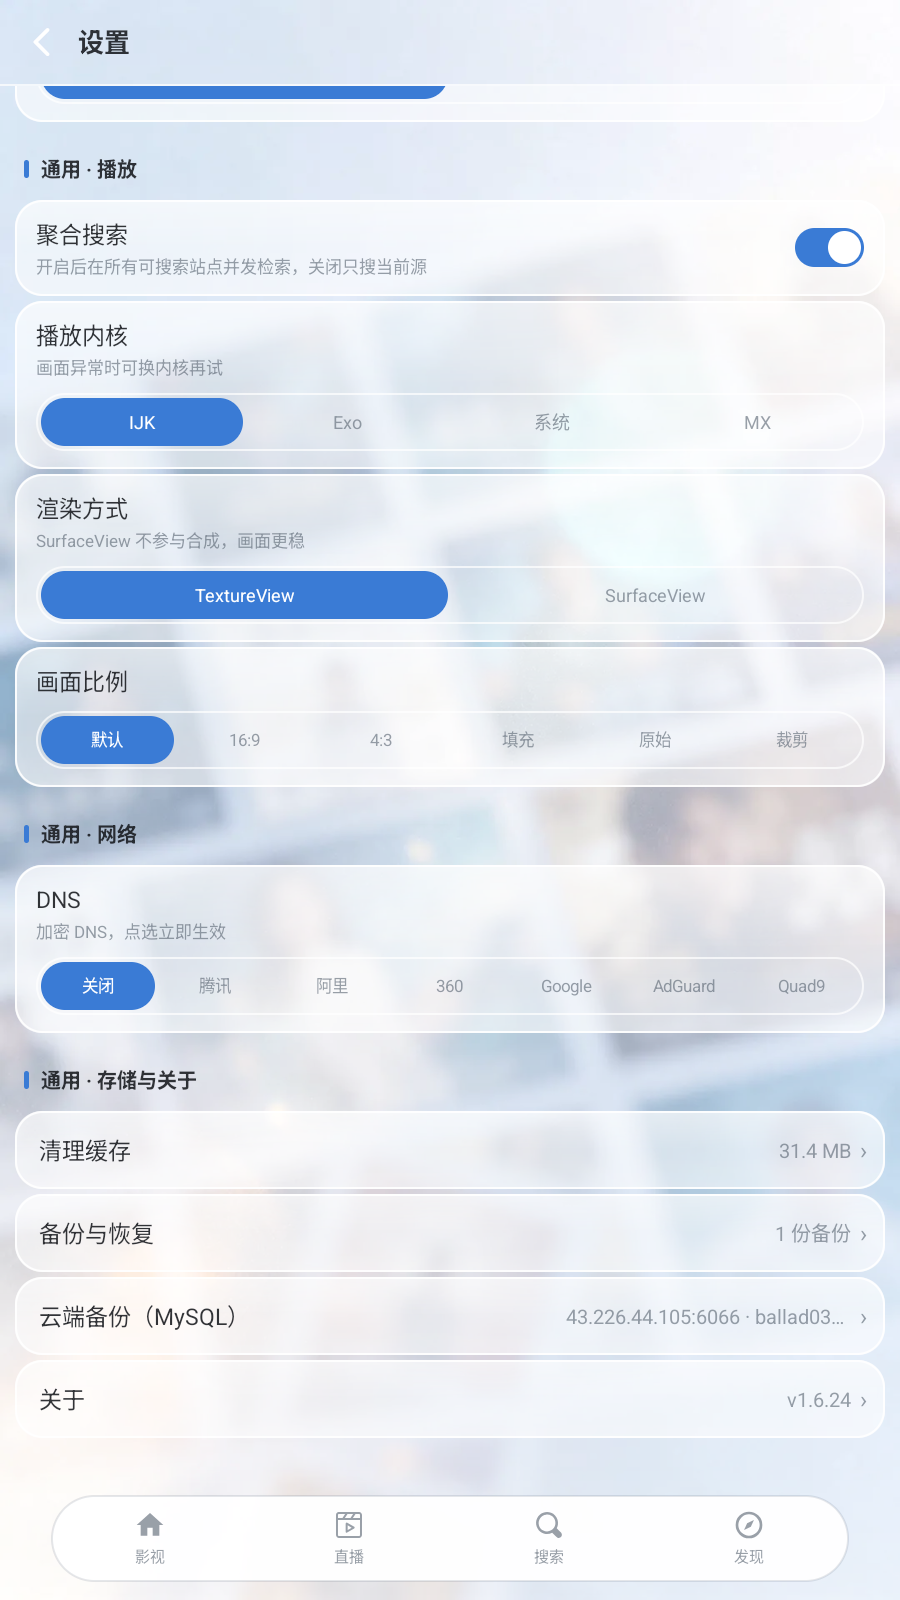 设置
通用 · 播放
聚合搜索
开启后在所有可搜索站点并发检索，关闭只搜当前源
播放内核
画面异常时可换内核再试
IJK Exo 系统 MX
渲染方式
SurfaceView 不参与合成，画面更稳
TextureView SurfaceView
画面比例
默认 16:9 4:3 填充 原始 裁剪
通用 · 网络
DNS
加密 DNS，点选立即生效
关闭 腾讯 阿里 360 Google AdGuard Quad9
通用 · 存储与关于
清理缓存 31.4 MB ›
备份与恢复 1 份备份 ›
云端备份（MySQL） 43.226.44.105:6066 · ballad03... ›
关于 v1.6.24 ›
影视 直播 搜索 发现